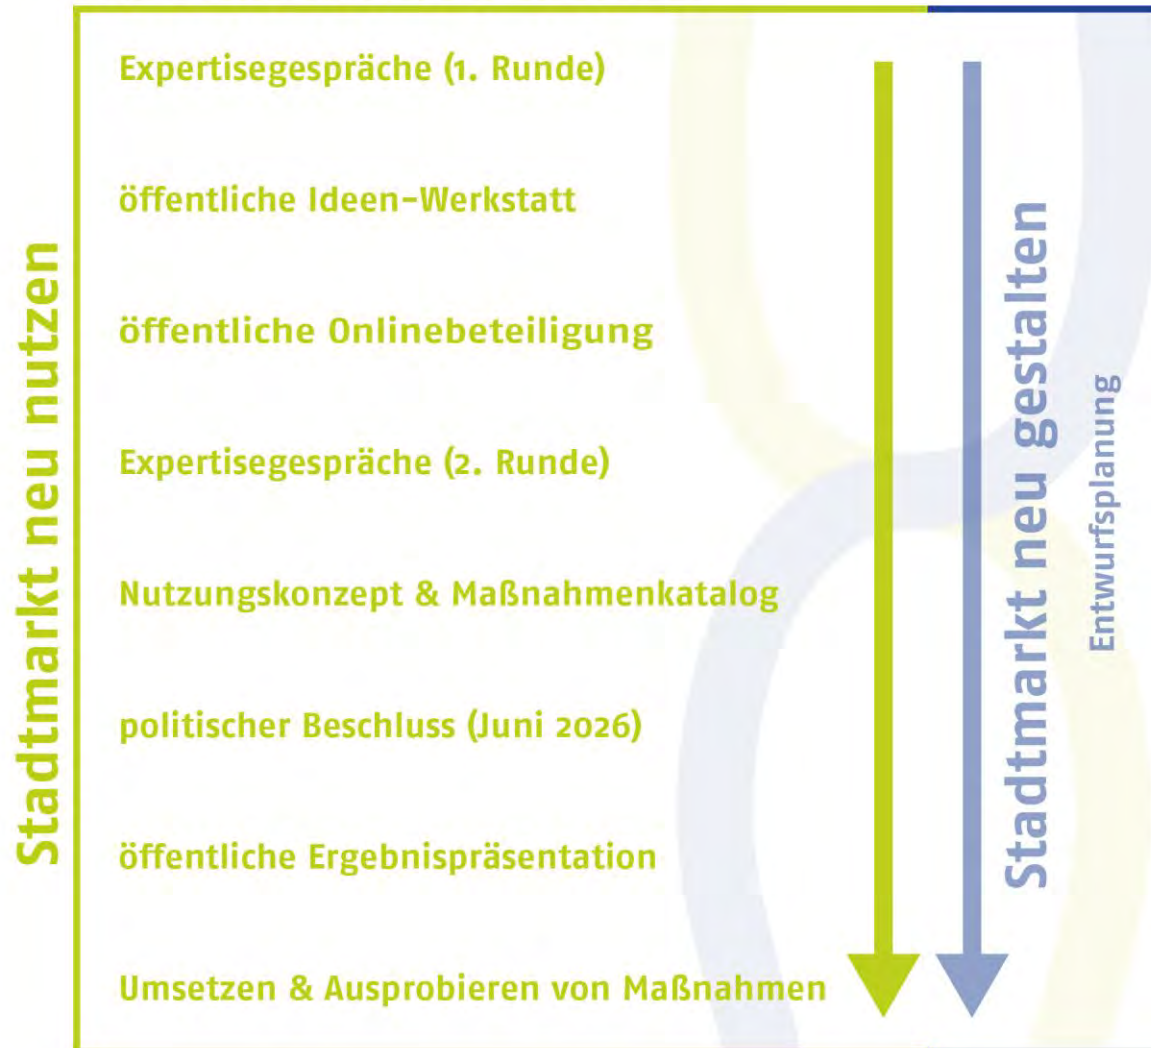 Stadtmarkt neu nutzen
Expertisegespräche (1. Runde)
öffentliche Ideen-Werkstatt
öffentliche Onlinebeteiligung
Expertisegespräche (2. Runde)
Nutzungskonzept & Maßnahmenkatalog
politischer Beschluss (Juni 2026)
öffentliche Ergebnispräsentation
Umsetzen & Ausprobieren von Maßnahmen
Stadtmarkt neu gestalten
Entwurfsplanung